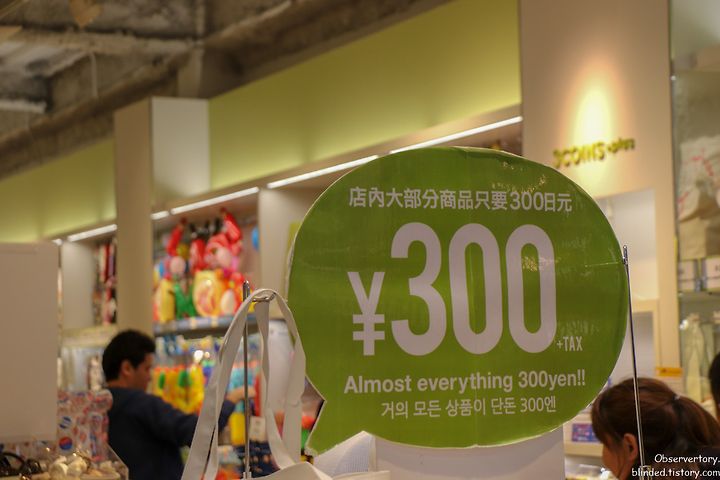 3COINS+plus
店內大部分商品只要300日元
¥300
+TAX
Almost everything 300yen!!
거의 모든 상품이 단돈 300엔
Observertory.
blinded.tistory.com